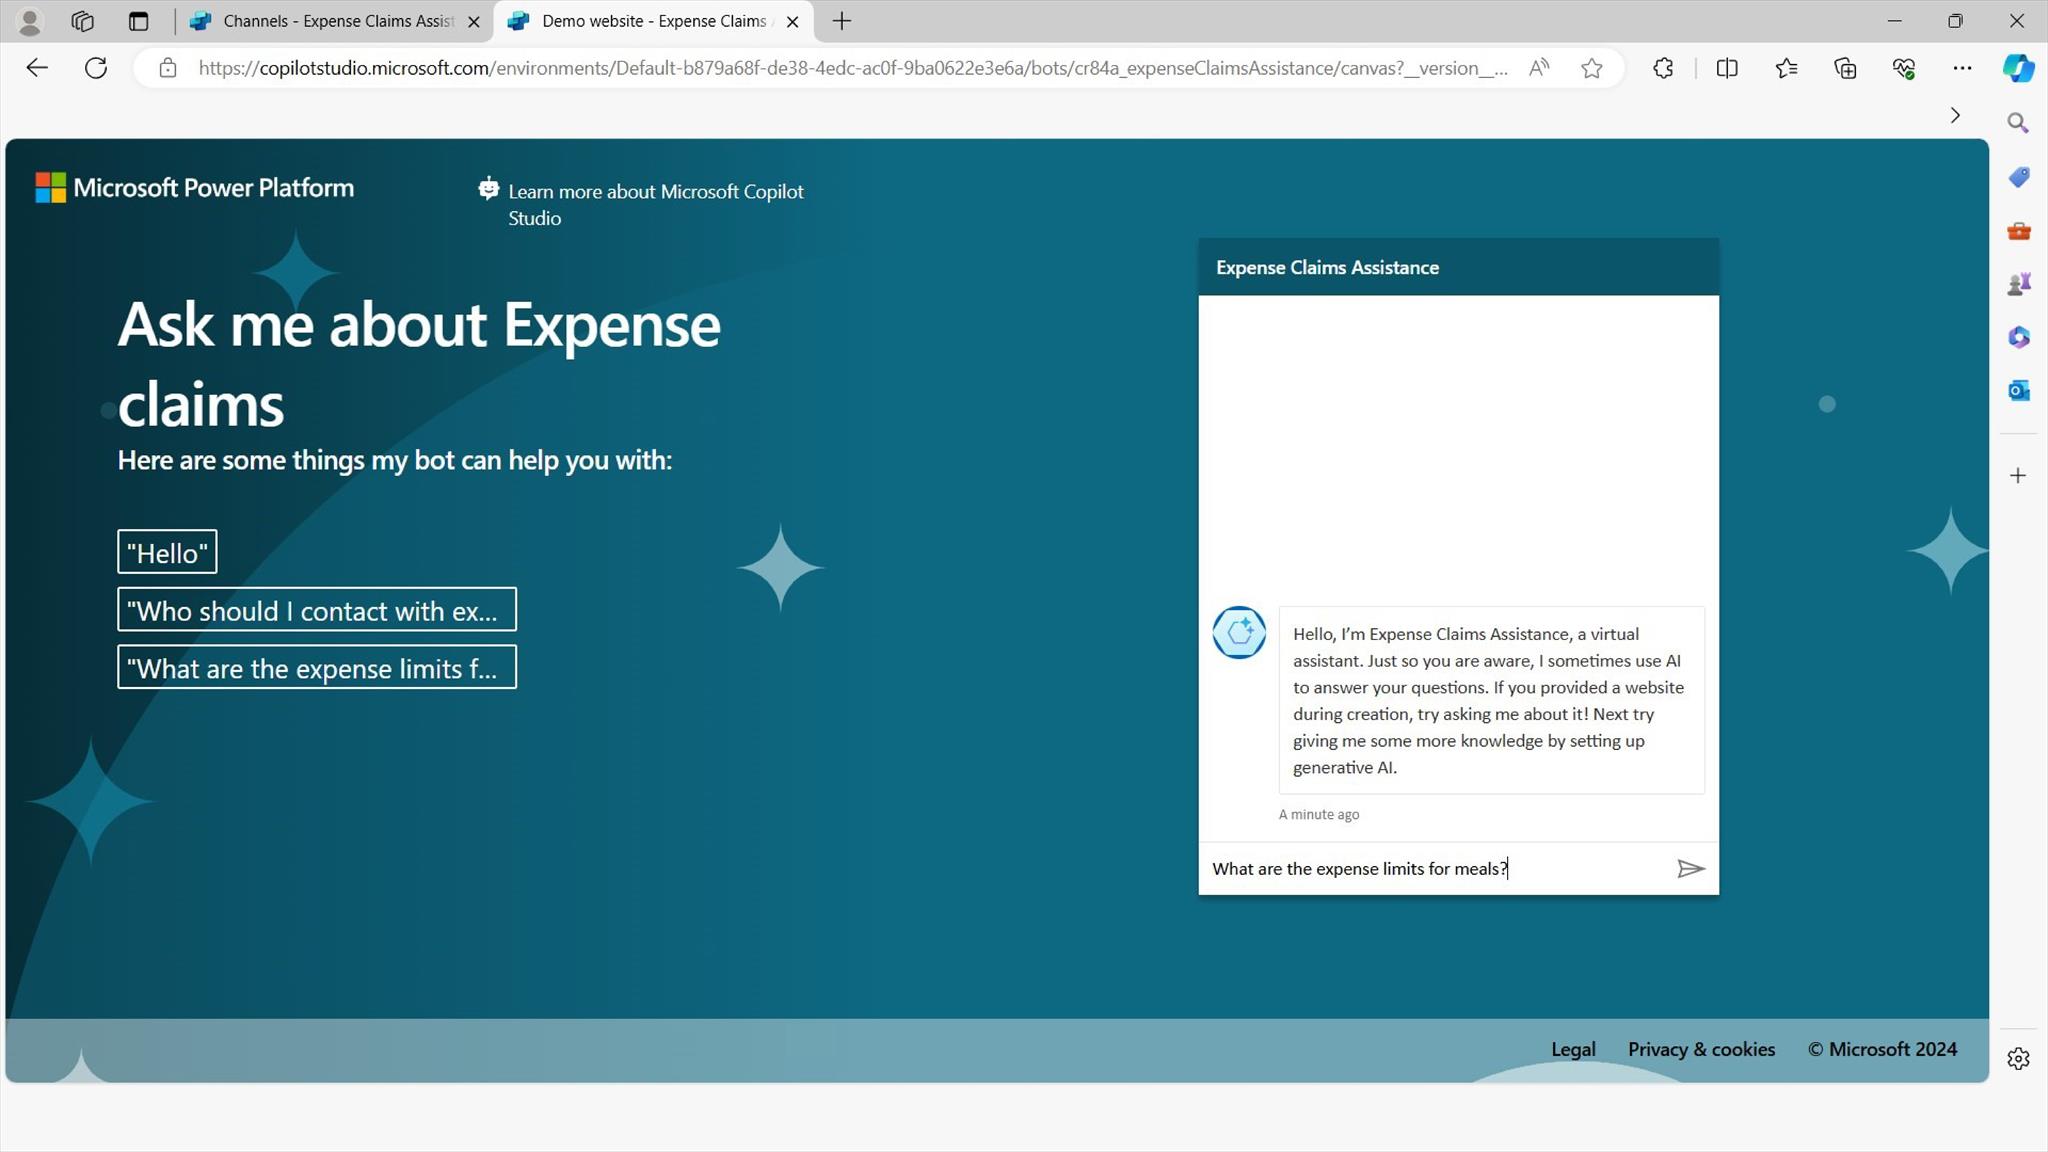 Channels - Expense Claims Assist
Demo website - Expense Claims
https://copilotstudio.microsoft.com/environments/Default-b879a68f-de38-4edc-ac0f-9ba0622e3e6a/bots/cr84a_expenseClaimsAssistance/canvas?__version__...
Microsoft Power Platform
Learn more about Microsoft Copilot
Studio
Ask me about Expense
claims
Here are some things my bot can help you with:
"Hello"
"Who should I contact with ex...
"What are the expense limits f...
Expense Claims Assistance
Hello, I'm Expense Claims Assistance, a virtual
assistant. Just so you are aware, I sometimes use AI
to answer your questions. If you provided a website
during creation, try asking me about it! Next try
giving me some more knowledge by setting up
generative AI.
A minute ago
What are the expense limits for meals?
Legal
Privacy & cookies
© Microsoft 2024